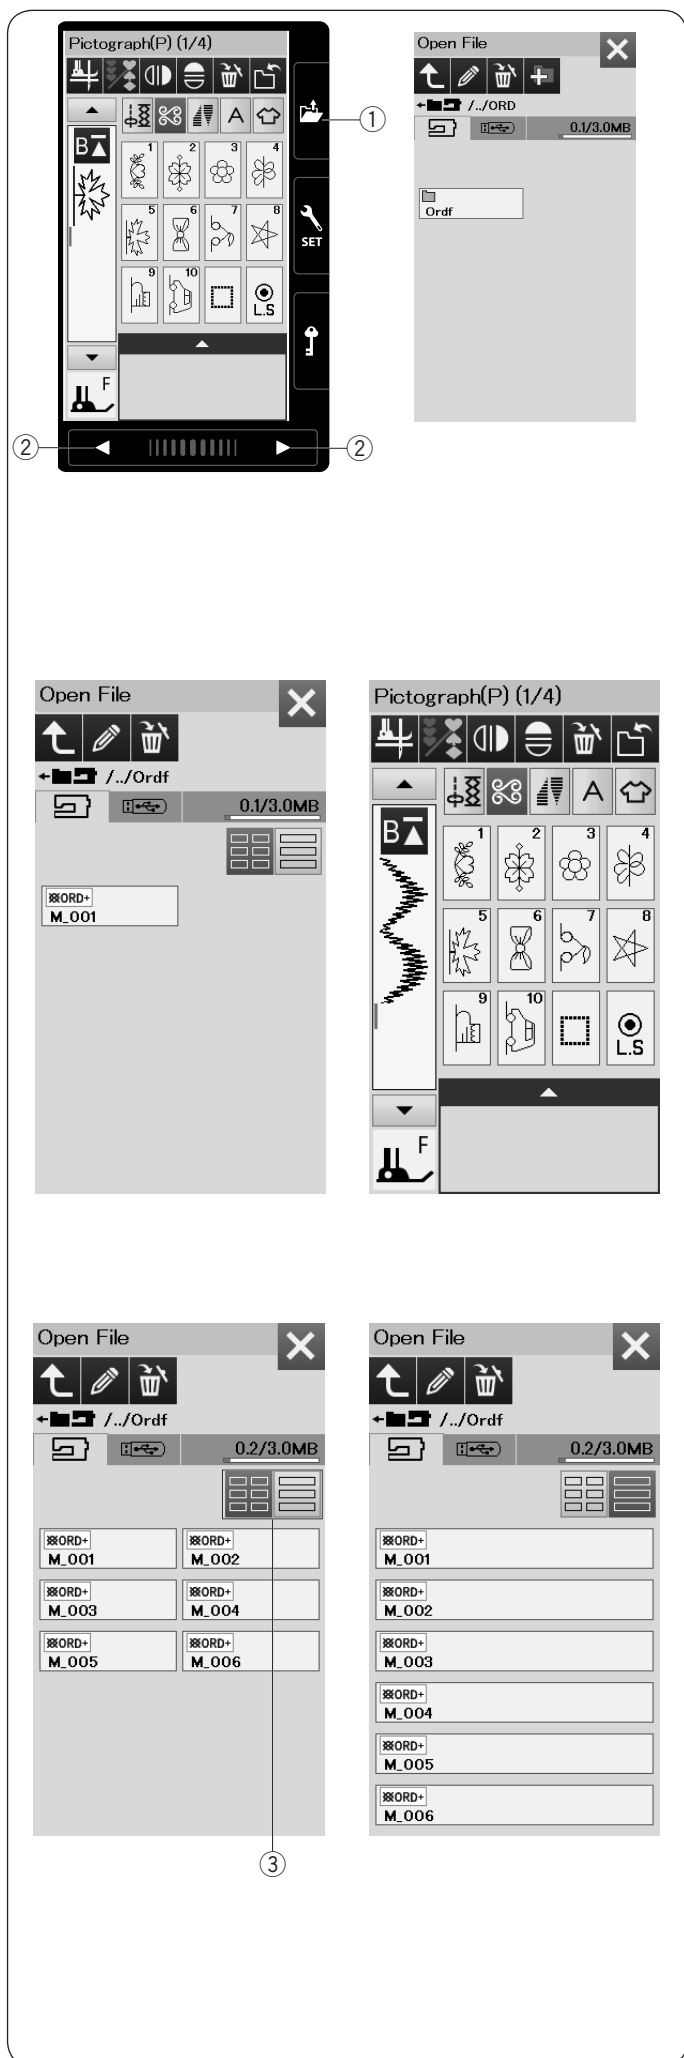 Pictograph(P) (1/4)
B
1 2 3 4
A
5 6 7 8
9 10
L.S
F
SET
①
②
②
Open File
/../ORD
0.1/3.0MB
Ordf
Open File
/../Ordf
0.1/3.0MB
ORD+
M_001
Pictograph(P) (1/4)
A
B
1 2 3 4
5 6 7 8
9 10
L.S
F
Open File
/../Ordf
0.2/3.0MB
ORD+ ORD+
M_001 M_002
ORD+ ORD+
M_003 M_004
ORD+ ORD+
M_005 M_006
③
Open File
/../Ordf
0.2/3.0MB
ORD+
M_001
ORD+
M_002
ORD+
M_003
ORD+
M_004
ORD+
M_005
ORD+
M_006